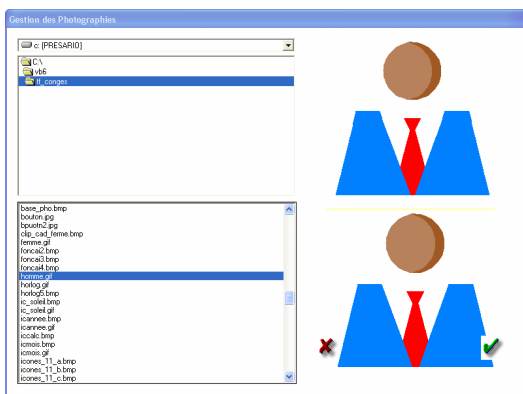 Gestion des Photographies
c: [PRESARIO]
C:\
vb6
tf_conges
base_pho.bmp
bouton.jpg
bpuotn2.jpg
clip_cad_ferme.bmp
femme.gif
foncai2.bmp
foncai3.bmp
foncai4.bmp
homme.gif
horlog.gif
horlog5.bmp
ic_soleil.bmp
ic_soleil.gif
icannee.bmp
icannee.gif
iccalc.bmp
icmois.bmp
icmois.gif
icones_11_a.bmp
icones_11_b.bmp
icones_11_c.bmp